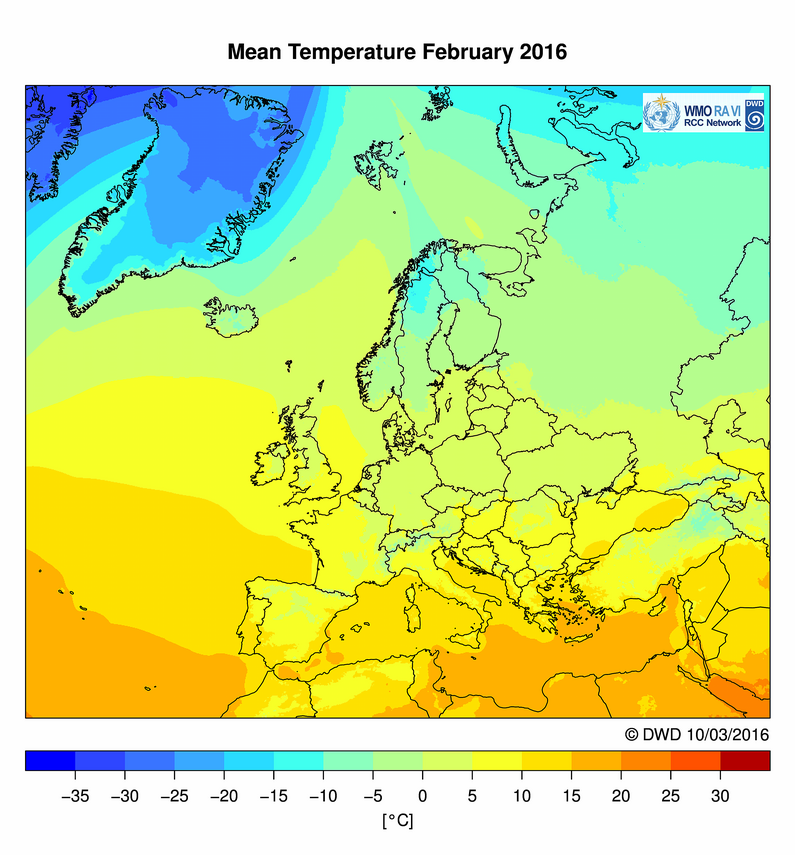 Mean Temperature February 2016
WMO RA VI
RCC Network
DWD
© DWD 10/03/2016
−35 −30 −25 −20 −15 −10 −5 0 5 10 15 20 25 30
[°C]